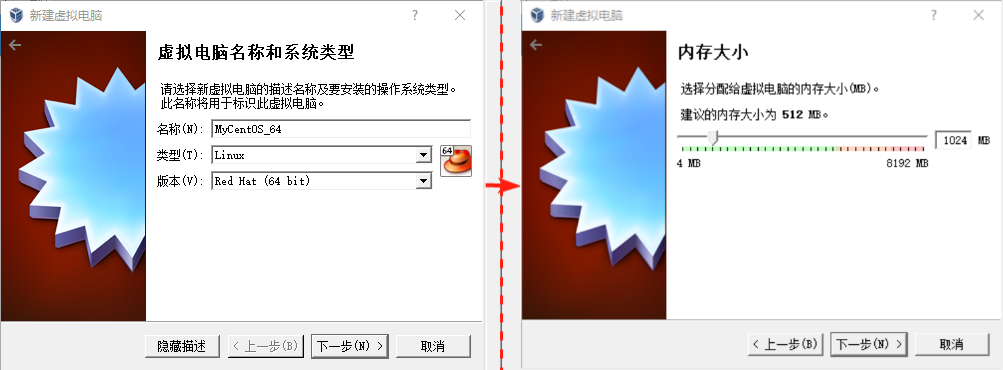 新建虚拟电脑
虚拟电脑名称和系统类型
请选择新虚拟电脑的描述名称及要安装的操作系统类型。
此名称将用于标识此虚拟电脑。
名称(N): MyCentOS_64
类型(T): Linux
64
版本(V): Red Hat (64 bit)
隐藏描述
< 上一步(B)
下一步(N) >
取消
新建虚拟电脑
内存大小
选择分配给虚拟电脑的内存大小(MB)。
建议的内存大小为 512 MB。
1024 MB
4 MB
8192 MB
< 上一步(B)
下一步(N) >
取消